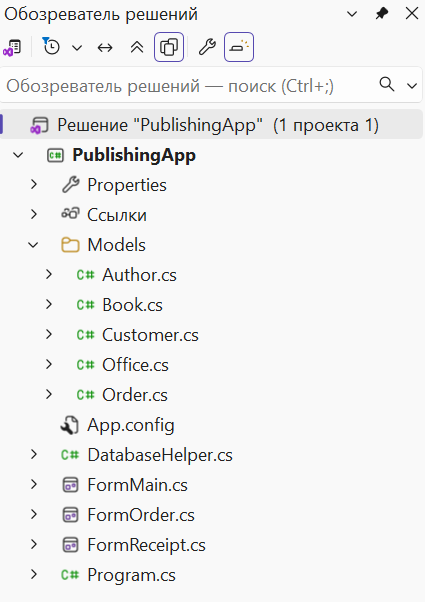 Обозреватель решений
Обозреватель решений — поиск (Ctrl+;)
Решение "PublishingApp" (1 проекта 1)
C# PublishingApp
Properties
Ссылки
Models
C# Author.cs
C# Book.cs
C# Customer.cs
C# Office.cs
C# Order.cs
App.config
C# DatabaseHelper.cs
FormMain.cs
FormOrder.cs
FormReceipt.cs
C# Program.cs